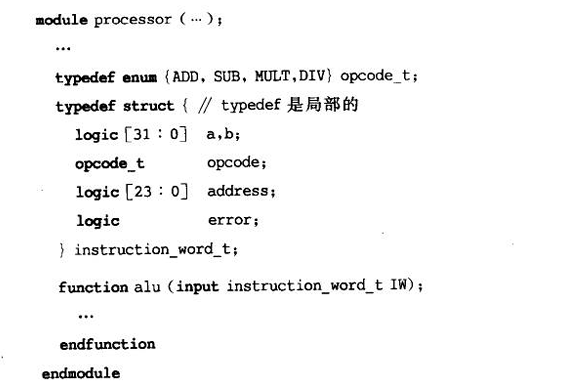 module processor (…);
…
typedef enum {ADD, SUB, MULT,DIV} opcode_t;
typedef struct { // typedef 是局部的
logic [31:0] a,b;
opcode_t opcode;
logic [23:0] address;
logic error;
} instruction_word_t;
function alu (input instruction_word_t IW);
…
endfunction
endmodule